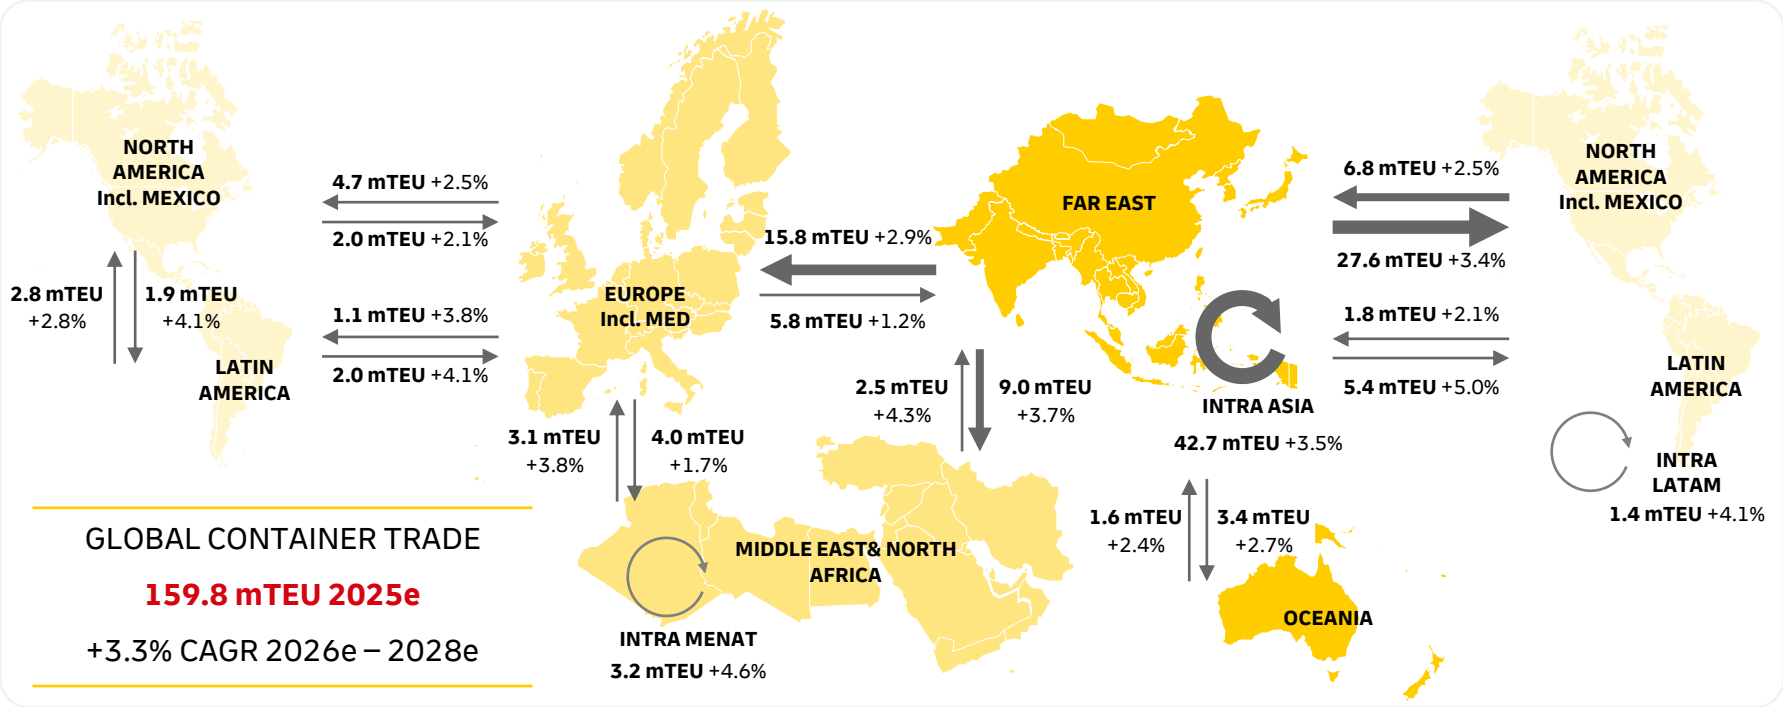 NORTH
AMERICA
Incl. MEXICO
4.7 mTEU +2.5%
2.0 mTEU +2.1%
2.8 mTEU
+2.8%
1.9 mTEU
+4.1%
1.1 mTEU +3.8%
2.0 mTEU +4.1%
LATIN
AMERICA
EUROPE
Incl. MED
15.8 mTEU +2.9%
5.8 mTEU +1.2%
FAR EAST
6.8 mTEU +2.5%
27.6 mTEU +3.4%
NORTH
AMERICA
Incl. MEXICO
1.8 mTEU +2.1%
5.4 mTEU +5.0%
LATIN
AMERICA
3.1 mTEU
+3.8%
4.0 mTEU
+1.7%
2.5 mTEU
+4.3%
9.0 mTEU
+3.7%
INTRA ASIA
42.7 mTEU +3.5%
INTRA
LATAM
1.4 mTEU +4.1%
1.6 mTEU
+2.4%
3.4 mTEU
+2.7%
OCEANIA
MIDDLE EAST& NORTH
AFRICA
INTRA MENAT
3.2 mTEU +4.6%
GLOBAL CONTAINER TRADE
159.8 mTEU 2025e
+3.3% CAGR 2026e – 2028e